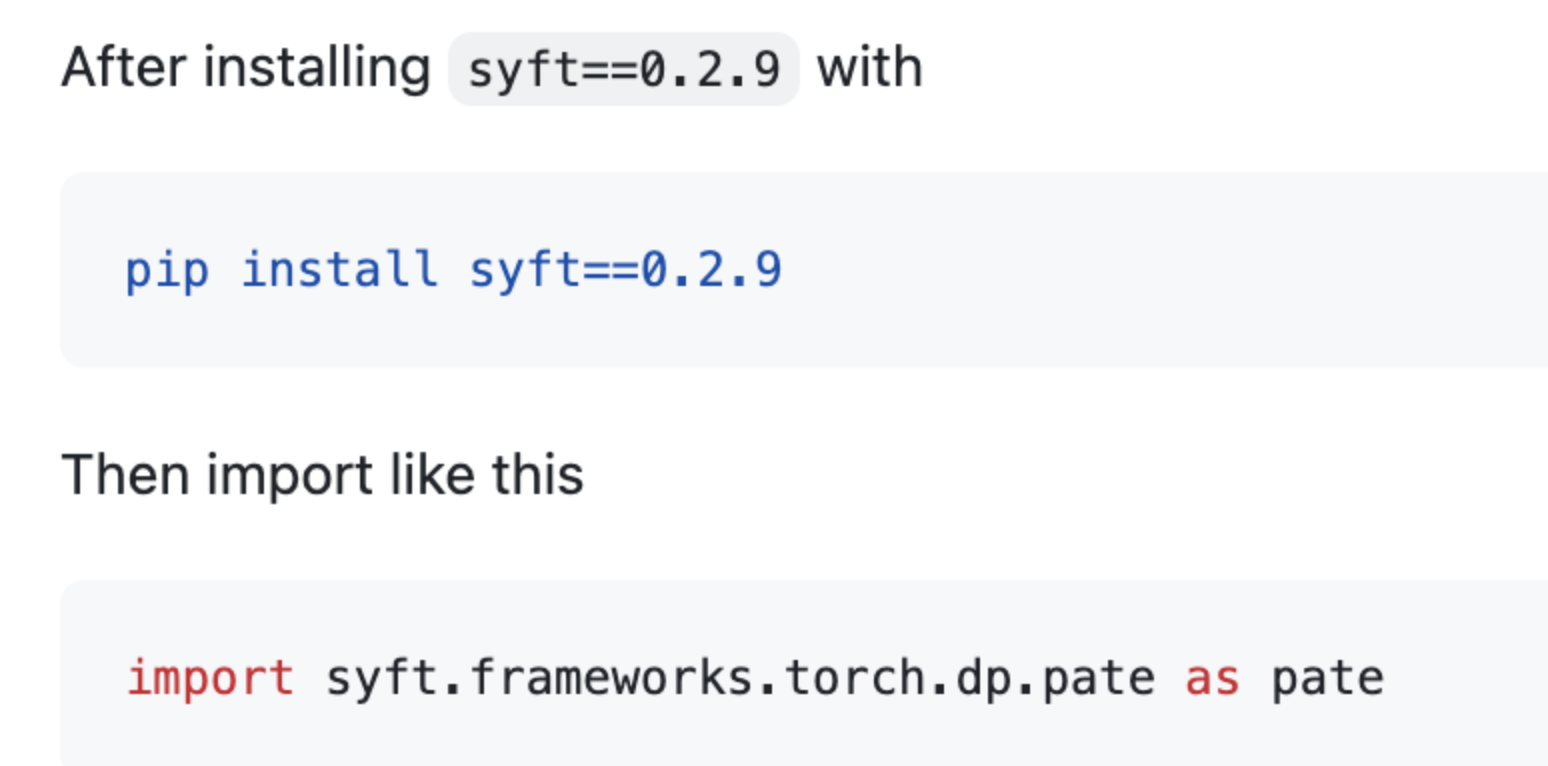 After installing syft==0.2.9 with
pip install syft==0.2.9
Then import like this
import syft.frameworks.torch.dp.pate as pate